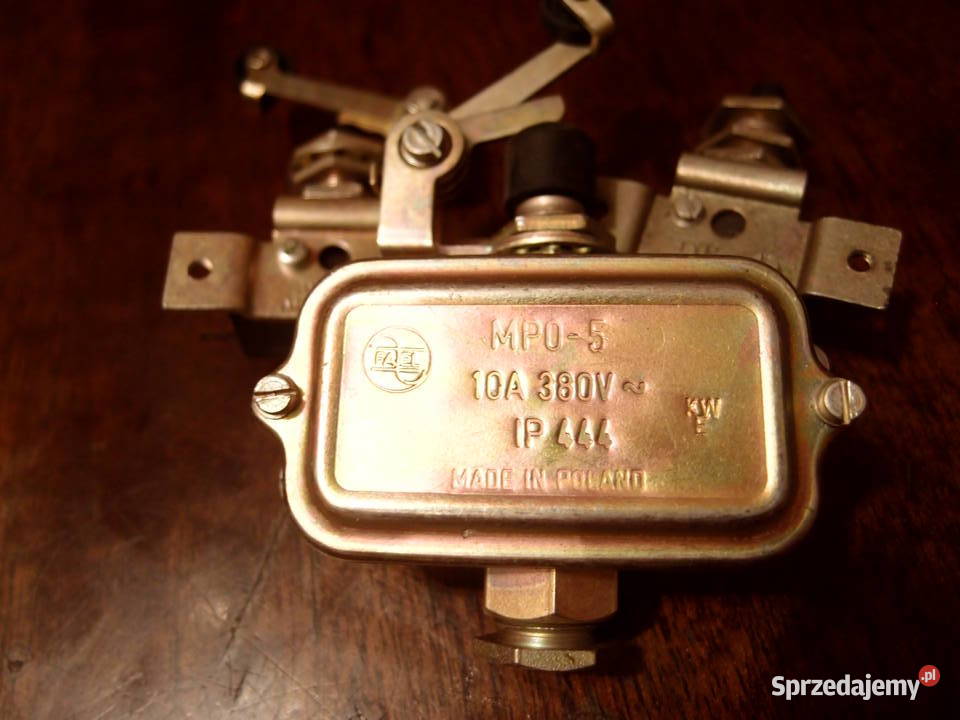 MPO-5
10A 380V ~
KW
E
IP 444
MADE IN POLAND
Sprzedajemy.pl